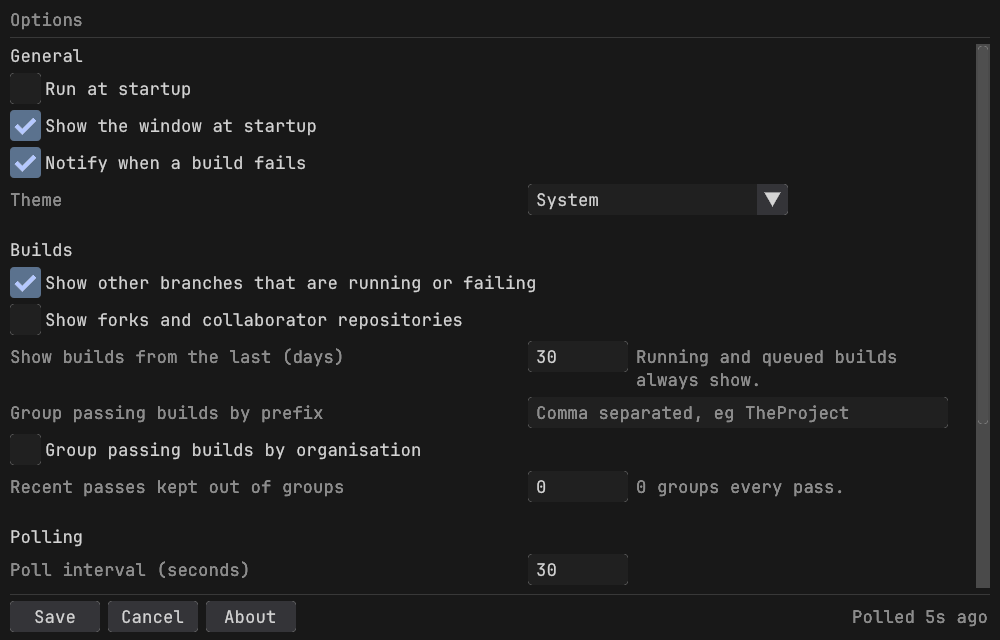 Options
General
Run at startup
Show the window at startup
Notify when a build fails
Theme System
Builds
Show other branches that are running or failing
Show forks and collaborator repositories
Show builds from the last (days) 30 Running and queued builds
always show.
Group passing builds by prefix Comma separated, eg TheProject
Group passing builds by organisation
Recent passes kept out of groups 0 0 groups every pass.
Polling
Poll interval (seconds) 30
Save Cancel About Polled 5s ago